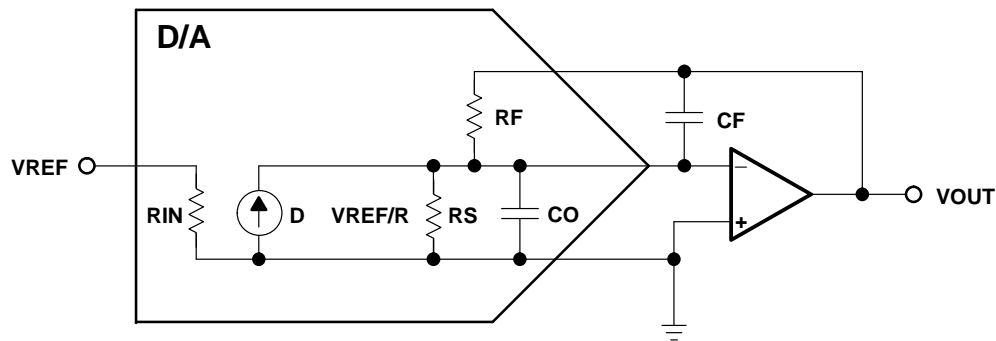 D/A
RF
CF
VREF
VOUT
RIN
D
VREF/R
RS
CO
−
+